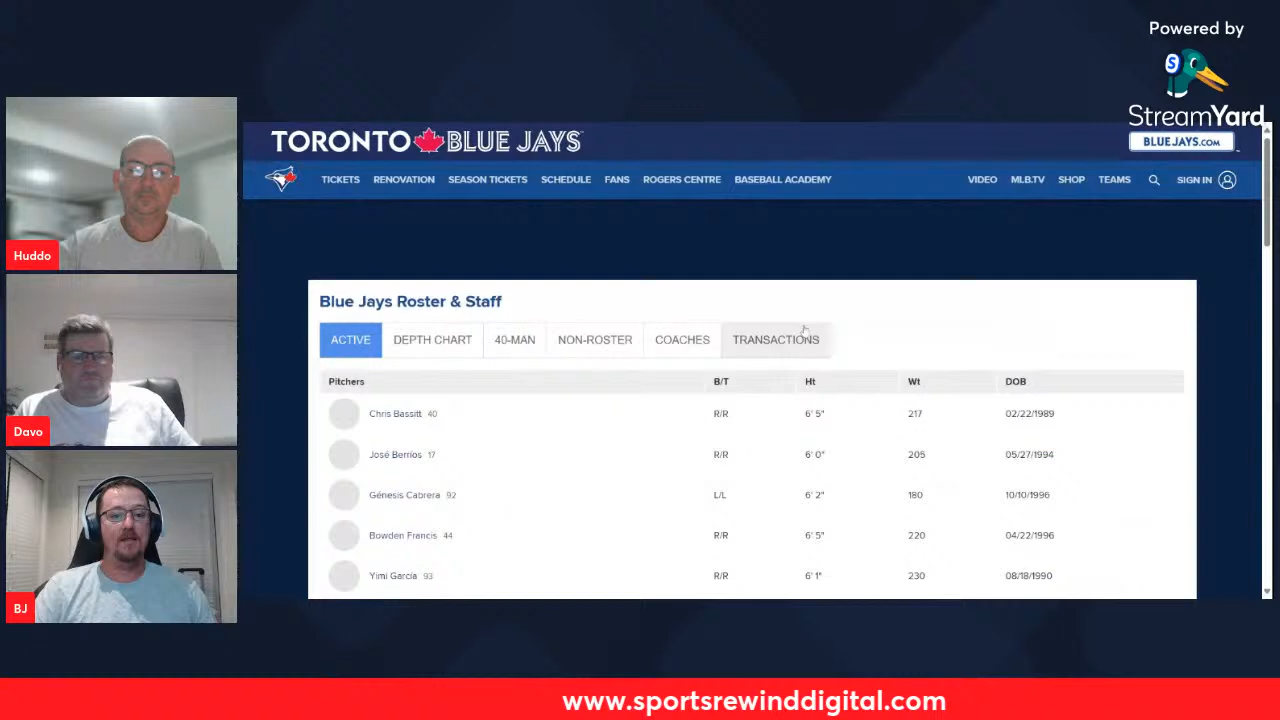 Powered by
S
StreamYard
TORONTO BLUE JAYS
BLUEJAYS.COM
TICKETS RENOVATION SEASON TICKETS SCHEDULE FANS ROGERS CENTRE BASEBALL ACADEMY VIDEO MLB.TV SHOP TEAMS SIGN IN
Huddo
Davo
BJ
Blue Jays Roster & Staff
ACTIVE DEPTH CHART 40-MAN NON-ROSTER COACHES TRANSACTIONS
Pitchers B/T Ht Wt DOB
Chris Bassitt 40 R/R 6' 5" 217 02/22/1989
José Berríos 17 R/R 6' 0" 205 05/27/1994
Génesis Cabrera 92 L/L 6' 2" 180 10/10/1996
Bowden Francis 44 R/R 6' 5" 220 04/22/1996
Yimi García 93 R/R 6' 1" 230 08/18/1990
www.sportsrewinddigital.com